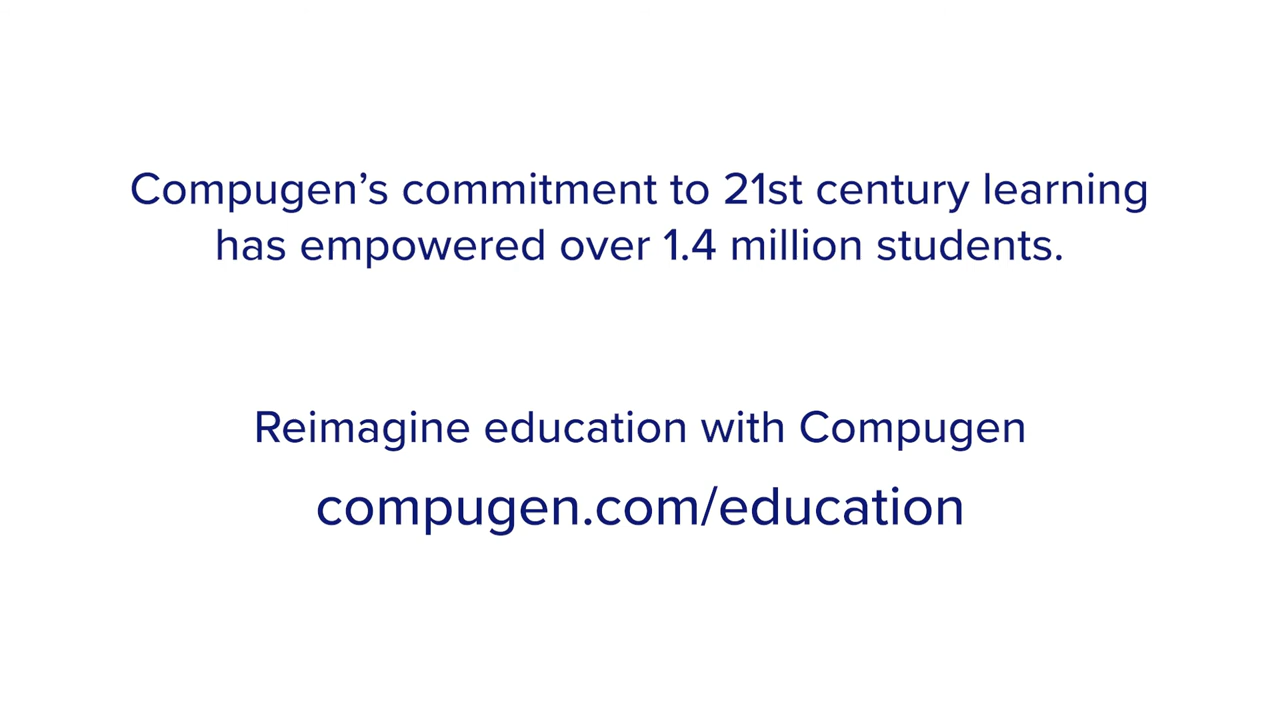 Compugen’s commitment to 21st century learning
has empowered over 1.4 million students.
Reimagine education with Compugen
compugen.com/education